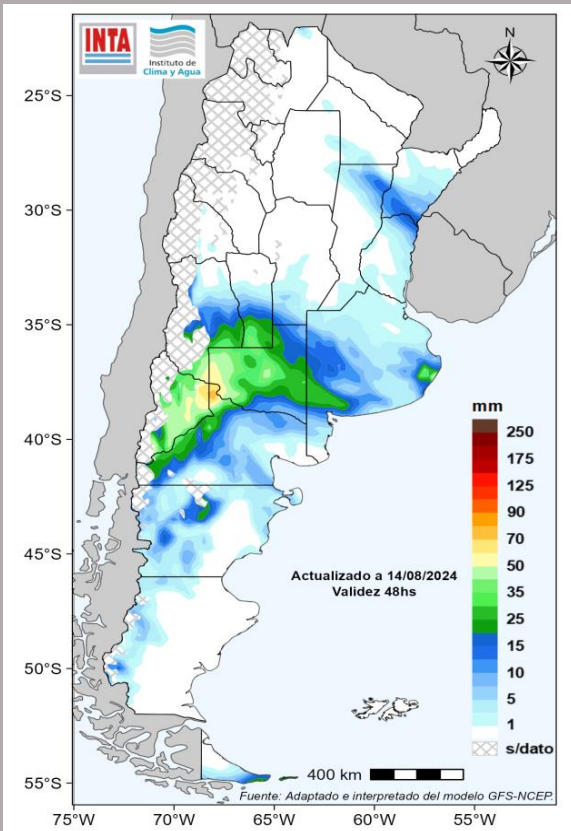 INTA
Instituto de
Clima y Agua
N
25°S
30°S
35°S
40°S
45°S
50°S
55°S
75°W
70°W
65°W
60°W
55°W
mm
250
175
125
90
70
50
35
25
15
10
5
1
s/dato
Actualizado a 14/08/2024
Validez 48hs
400 km
Fuente: Adaptado e interpretado del modelo GFS-NCEP.